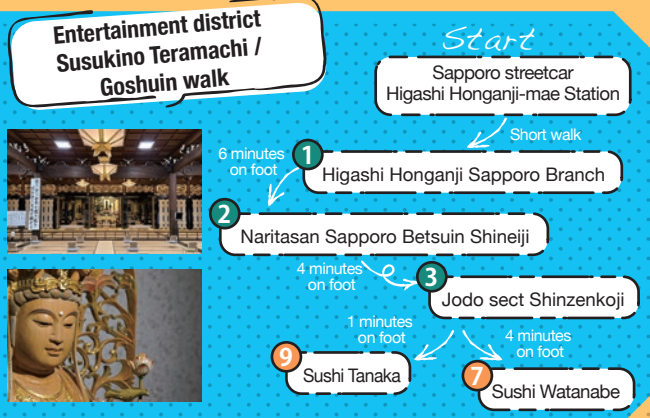 Entertainment district
Susukino Teramachi /
Goshuin walk
Start
Sapporo streetcar
Higashi Honganji-mae Station
Short walk
1
Higashi Honganji Sapporo Branch
6 minutes
on foot
2
Naritasan Sapporo Betsuin Shineiji
4 minutes
on foot
3
Jodo sect Shinzenkoji
1 minutes
on foot
9
Sushi Tanaka
4 minutes
on foot
7
Sushi Watanabe